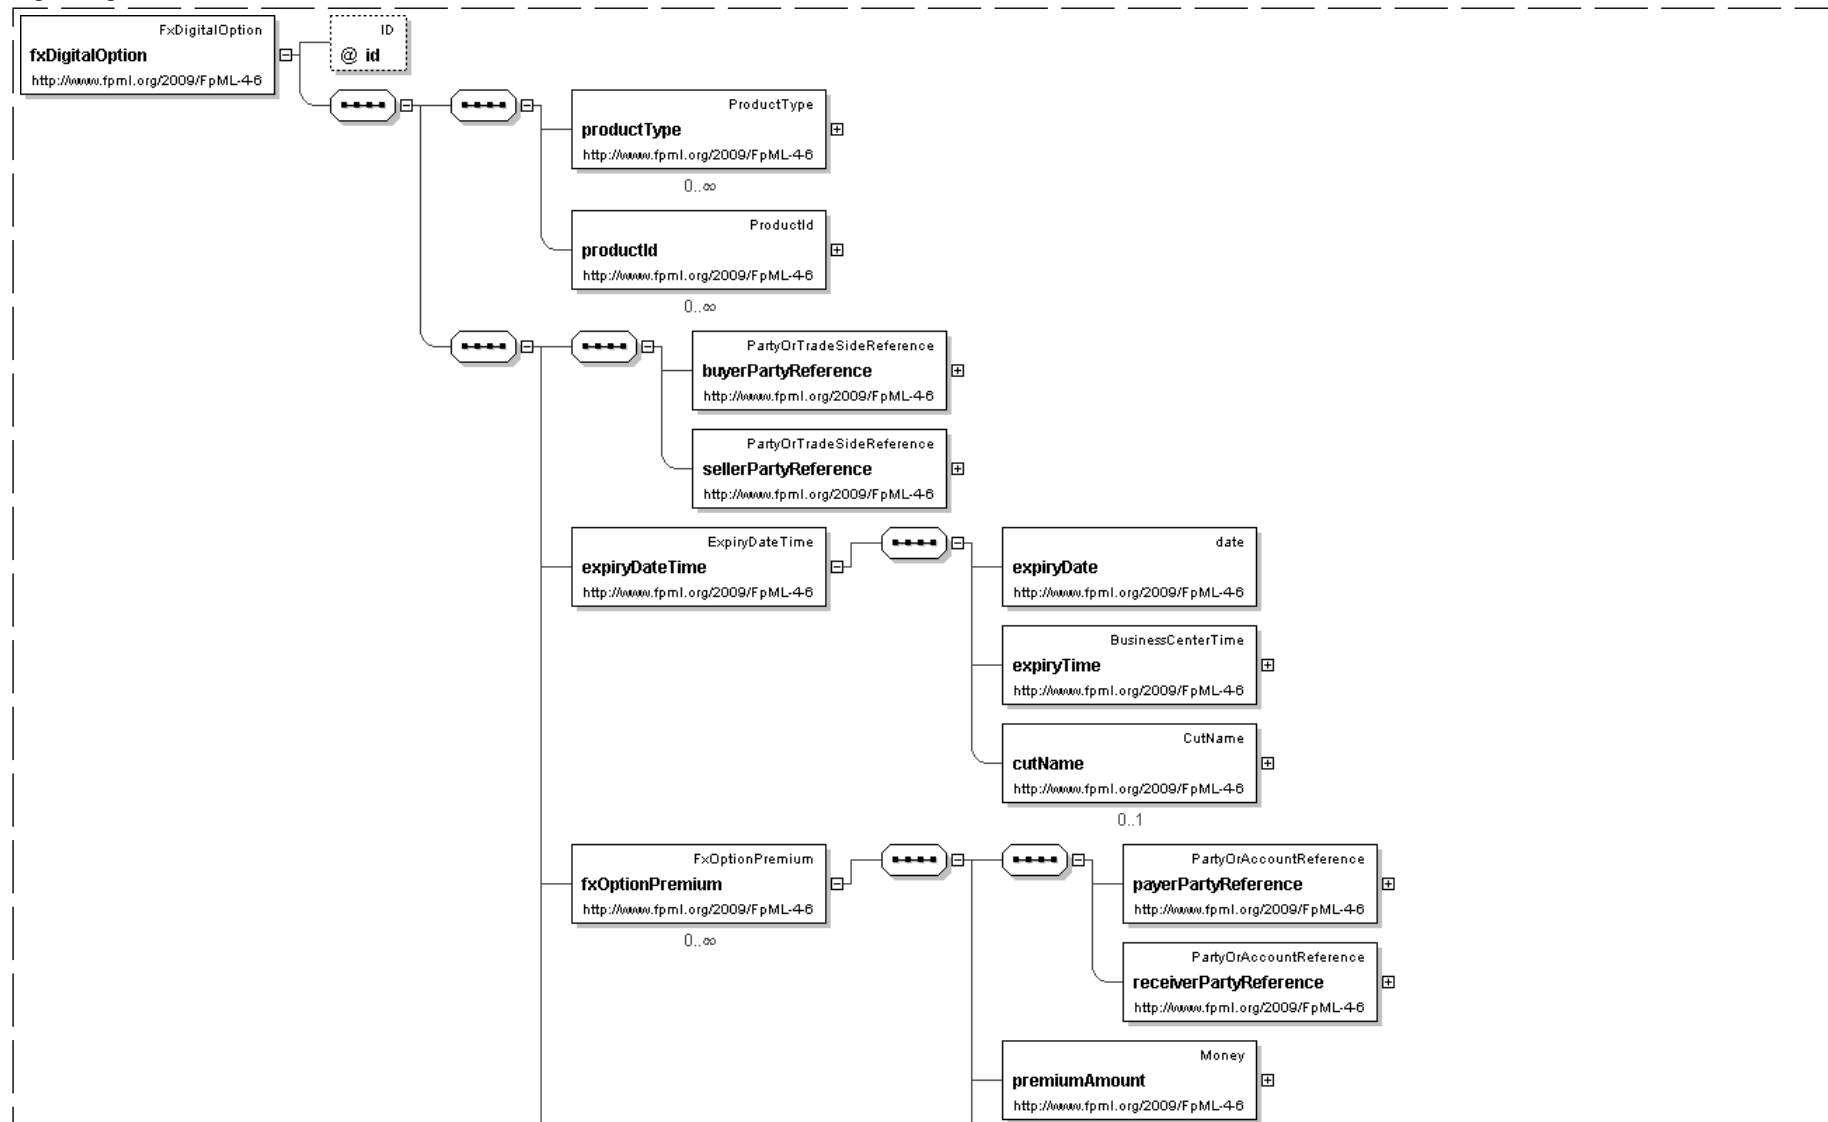 FxDigitalOption
fxDigitalOption
http://www.fpml.org/2009/FpML-4-6
ID
@ id
ProductType
productType
http://www.fpml.org/2009/FpML-4-6
0..∞
ProductId
productId
http://www.fpml.org/2009/FpML-4-6
0..∞
PartyOrTradeSideReference
buyerPartyReference
http://www.fpml.org/2009/FpML-4-6
PartyOrTradeSideReference
sellerPartyReference
http://www.fpml.org/2009/FpML-4-6
ExpiryDateTime
expiryDateTime
http://www.fpml.org/2009/FpML-4-6
date
expiryDate
http://www.fpml.org/2009/FpML-4-6
BusinessCenterTime
expiryTime
http://www.fpml.org/2009/FpML-4-6
CutName
cutName
http://www.fpml.org/2009/FpML-4-6
0..1
FxOptionPremium
fxOptionPremium
http://www.fpml.org/2009/FpML-4-6
0..∞
PartyOrAccountReference
payerPartyReference
http://www.fpml.org/2009/FpML-4-6
PartyOrAccountReference
receiverPartyReference
http://www.fpml.org/2009/FpML-4-6
Money
premiumAmount
http://www.fpml.org/2009/FpML-4-6